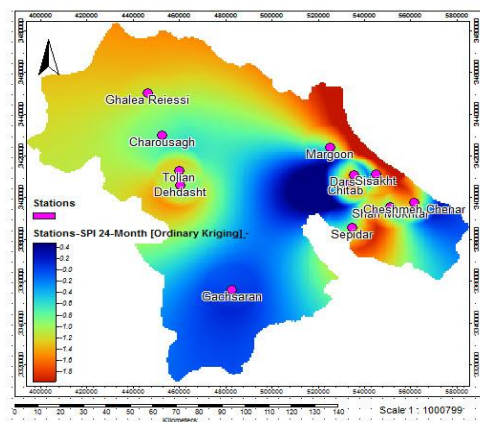 400000 420000 440000 460000 480000 500000 520000 540000 560000 580000
Ghalea Reiessi
Charousagh
Margoon
Tolian
Dehdasht
Sisakht
Chitab
Cheshmeh Chenar
Shah Mokhtar
Sepidar
Gachsaran
Stations
Stations-SPI 24-Month [Ordinary Kriging]
0.4
0.2
0.0
-0.2
-0.4
-0.6
-0.8
-1.0
-1.2
-1.4
-1.6
-1.8
400000 420000 440000 460000 480000 500000 520000 540000 560000 580000
0 10 20 30 40 50 60 70 80 90 100 110 120 130 140
Kilometers
Scale 1 : 1000799